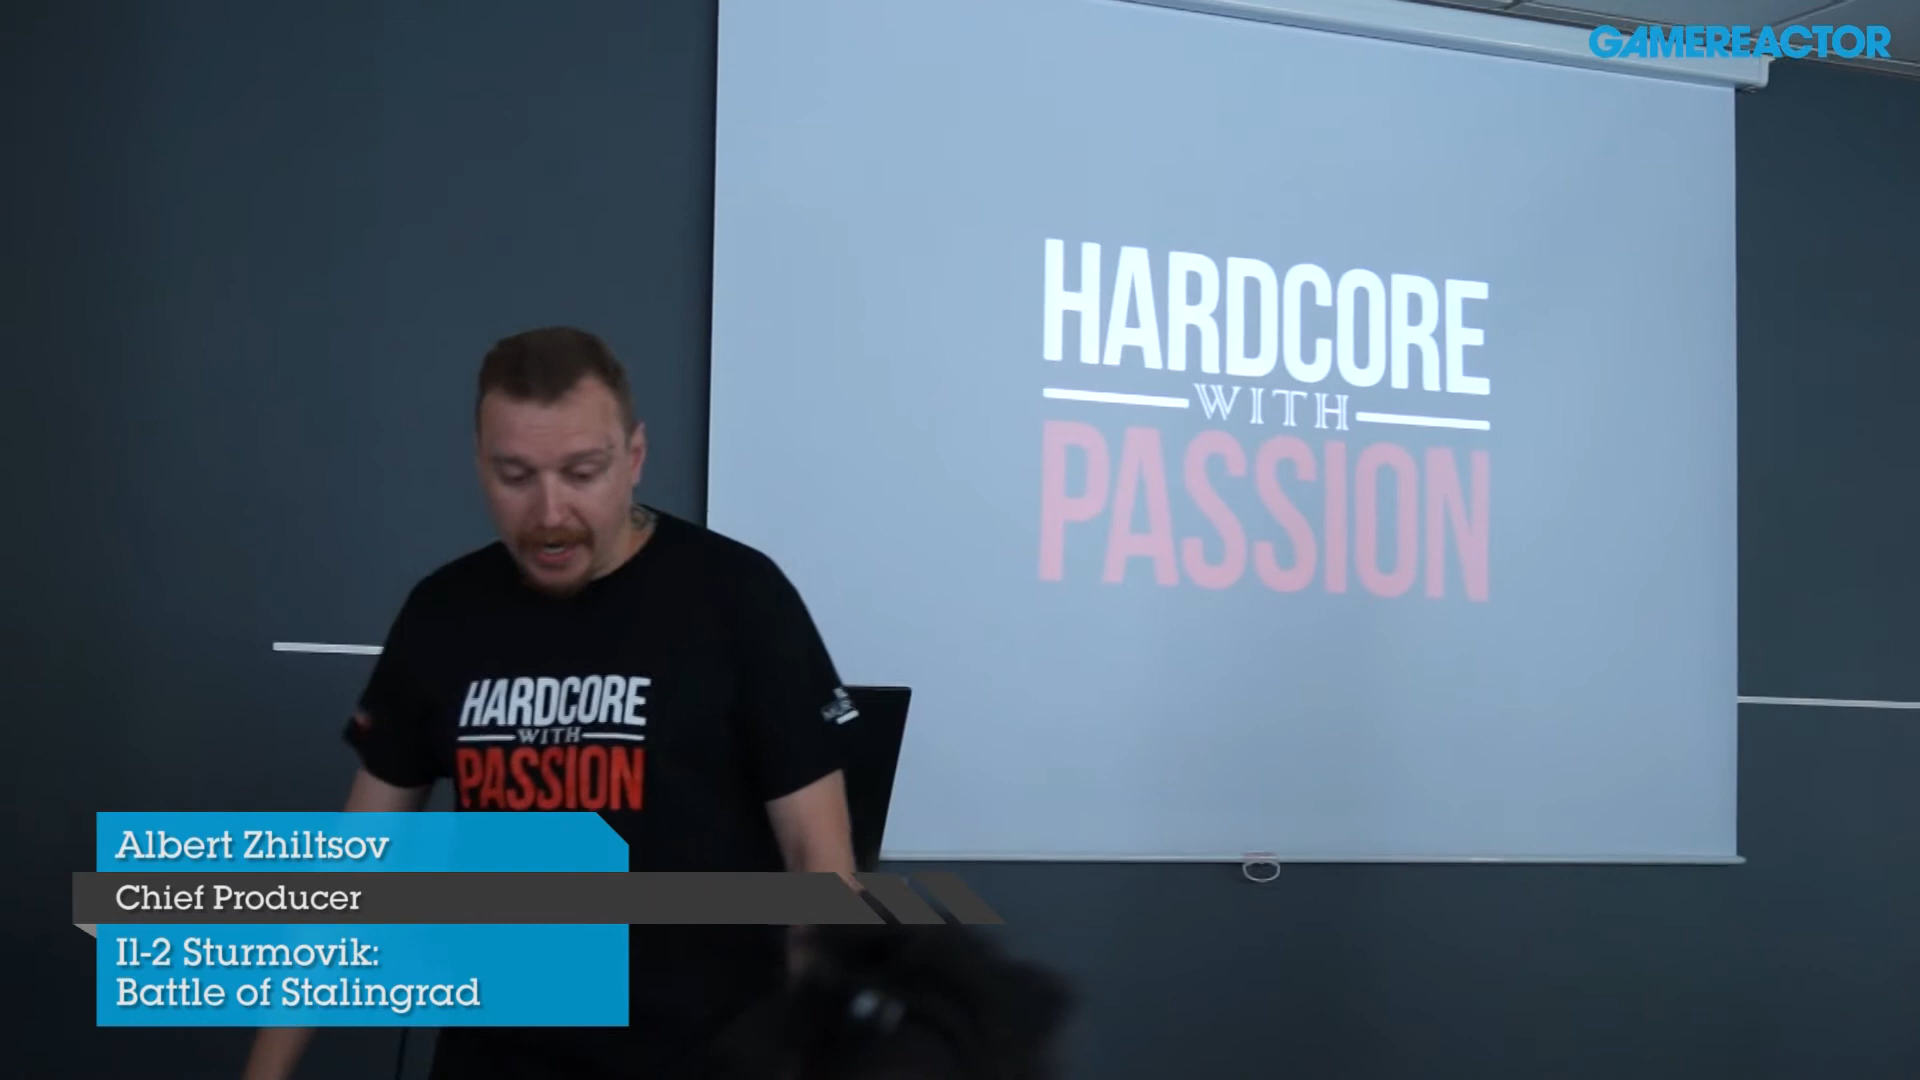 GAMEREACTOR
HARDCORE
WITH
PASSION
HARDCORE
WITH
PASSION
Albert Zhiltsov
Chief Producer
Il-2 Sturmovik:
Battle of Stalingrad